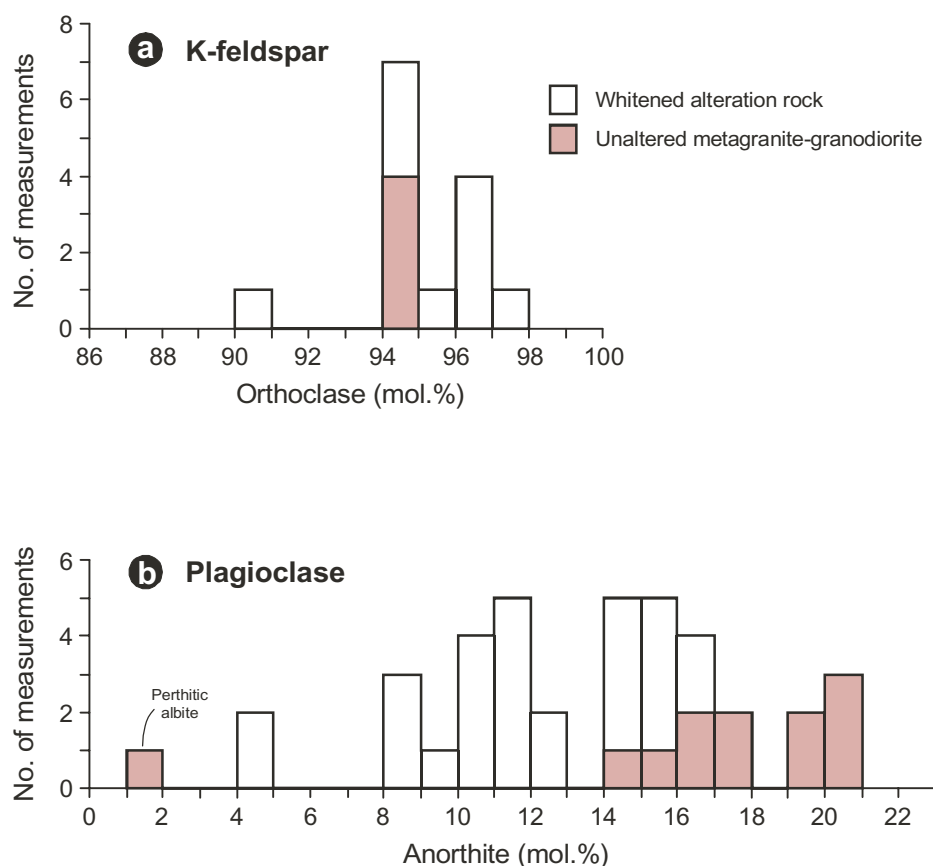 a K-feldspar
8
6
4
2
0
No. of measurements
Whitened alteration rock
Unaltered metagranite-granodiorite
86 88 90 92 94 96 98 100
Orthoclase (mol.%)
b Plagioclase
6
4
2
0
No. of measurements
Perthitic
albite
0 2 4 6 8 10 12 14 16 18 20 22
Anorthite (mol.%)